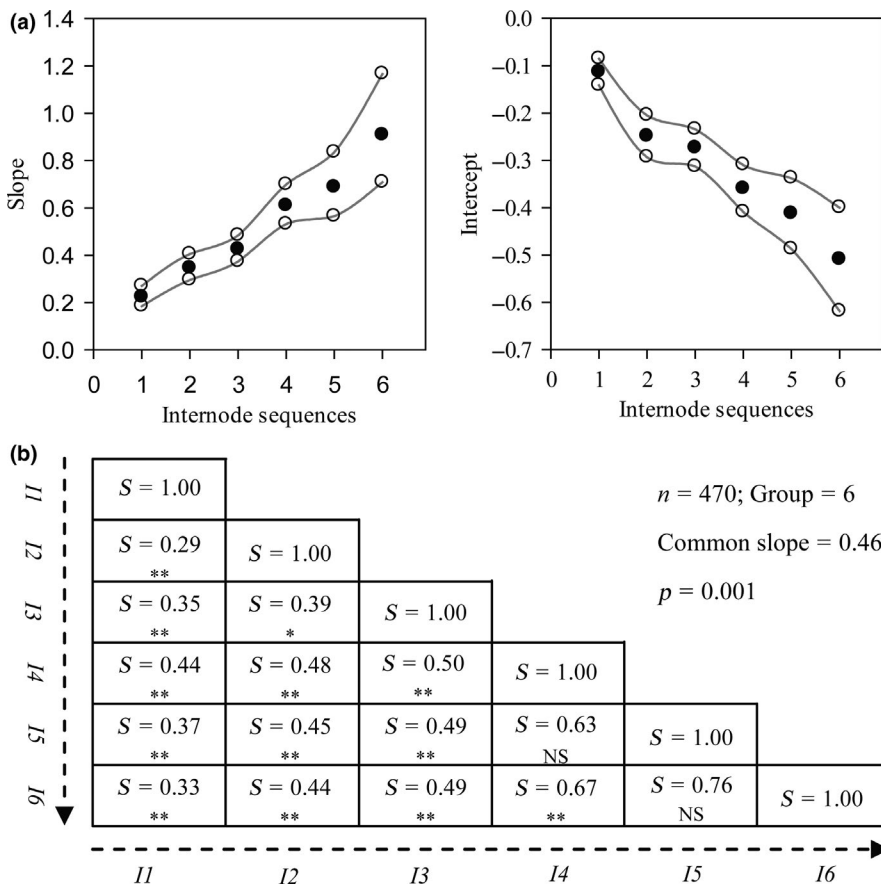 (a)
1.4
1.2
1.0
0.8
0.6
0.4
0.2
0.0
Slope
0 1 2 3 4 5 6
Internode sequences
0.0
–0.1
–0.2
–0.3
–0.4
–0.5
–0.6
–0.7
Intercept
0 1 2 3 4 5 6
Internode sequences
(b)
n = 470; Group = 6
Common slope = 0.46
p = 0.001
I1 S = 1.00
I2 S = 0.29 S = 1.00
**
I3 S = 0.35 S = 0.39 S = 1.00
** *
I4 S = 0.44 S = 0.48 S = 0.50 S = 1.00
** ** **
I5 S = 0.37 S = 0.45 S = 0.49 S = 0.63 S = 1.00
** ** ** NS
I6 S = 0.33 S = 0.44 S = 0.49 S = 0.67 S = 0.76 S = 1.00
** ** ** ** NS
I1 I2 I3 I4 I5 I6